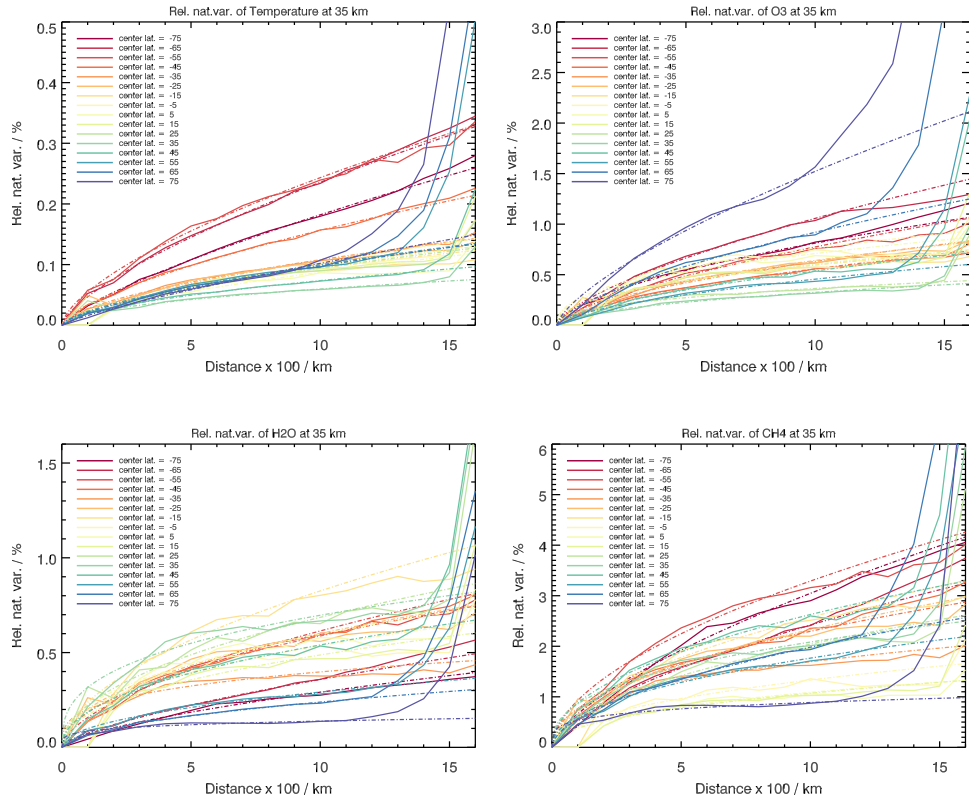 Rel. nat.var. of Temperature at 35 km
0.5
0.4
0.3
0.2
0.1
0.0
Rel. nat. var. / %
center lat. = -75
center lat. = -65
center lat. = -55
center lat. = -45
center lat. = -35
center lat. = -25
center lat. = -15
center lat. = -5
center lat. = 5
center lat. = 15
center lat. = 25
center lat. = 35
center lat. = 45
center lat. = 55
center lat. = 65
center lat. = 75
0 5 10 15
Distance x 100 / km
Rel. nat.var. of O3 at 35 km
3.0
2.5
2.0
1.5
1.0
0.5
0.0
Rel. nat. var. / %
center lat. = -75
center lat. = -65
center lat. = -55
center lat. = -45
center lat. = -35
center lat. = -25
center lat. = -15
center lat. = -5
center lat. = 5
center lat. = 15
center lat. = 25
center lat. = 35
center lat. = 45
center lat. = 55
center lat. = 65
center lat. = 75
0 5 10 15
Distance x 100 / km
Rel. nat.var. of H2O at 35 km
1.5
1.0
0.5
0.0
Rel. nat. var. / %
center lat. = -75
center lat. = -65
center lat. = -55
center lat. = -45
center lat. = -35
center lat. = -25
center lat. = -15
center lat. = -5
center lat. = 5
center lat. = 15
center lat. = 25
center lat. = 35
center lat. = 45
center lat. = 55
center lat. = 65
center lat. = 75
0 5 10 15
Distance x 100 / km
Rel. nat.var. of CH4 at 35 km
6
5
4
3
2
1
0
Rel. nat. var. / %
center lat. = -75
center lat. = -65
center lat. = -55
center lat. = -45
center lat. = -35
center lat. = -25
center lat. = -15
center lat. = -5
center lat. = 5
center lat. = 15
center lat. = 25
center lat. = 35
center lat. = 45
center lat. = 55
center lat. = 65
center lat. = 75
0 5 10 15
Distance x 100 / km